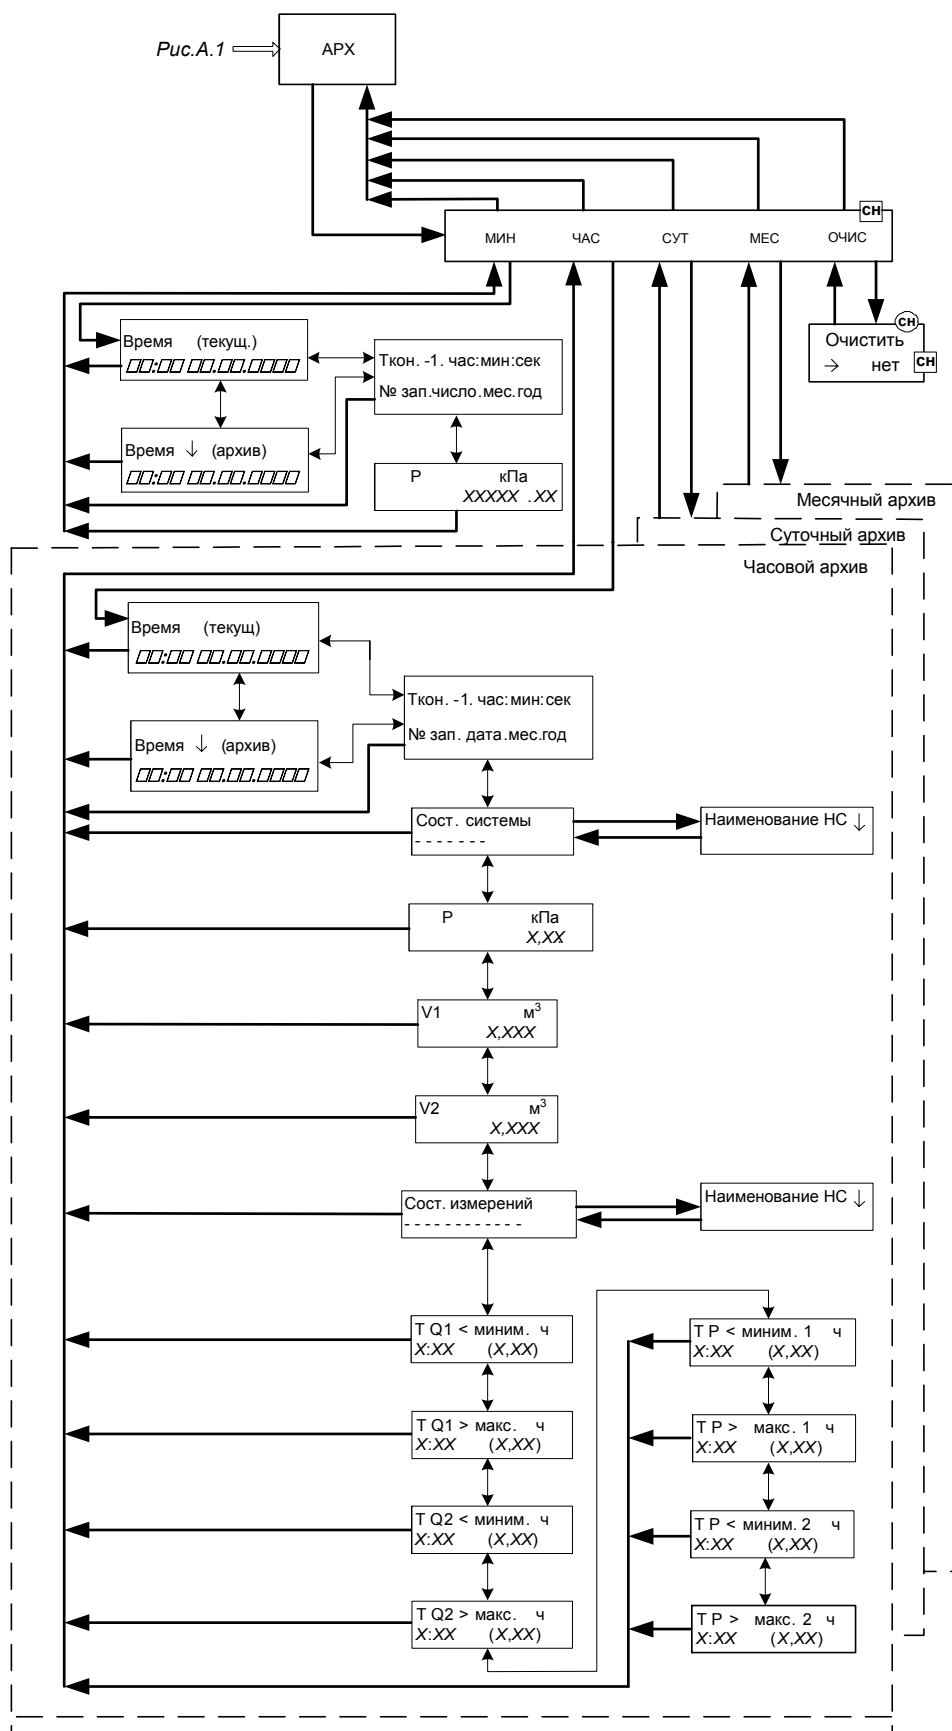 Рис.А.1
АРХ
СН
МИН ЧАС СУТ МЕС ОЧИС
СН
Очистить
→ нет
СН
Время (текущ.)
00:00 00.00.0000
Ткон. -1. час:мин:сек
№ зап.число.мес.год
Время ↓ (архив)
00:00 00.00.0000
P кПа
XXXXX .XX
Месячный архив
Суточный архив
Часовой архив
Время (текущ)
00:00 00.00.0000
Ткон. -1. час:мин:сек
№ зап. дата.мес.год
Время ↓ (архив)
00:00 00.00.0000
Сост. системы
- - - - - - -
Наименование НС ↓
P кПа
X,XX
V1 м³
X,XXX
V2 м³
X,XXX
Сост. измерений
- - - - - - - - - - - -
Наименование НС ↓
T Q1 < миним. ч
X:XX (X,XX)
T P < миним. 1 ч
X:XX (X,XX)
T Q1 > макс. ч
X:XX (X,XX)
T P > макс. 1 ч
X:XX (X,XX)
T Q2 < миним. ч
X:XX (X,XX)
T P < миним. 2 ч
X:XX (X,XX)
T Q2 > макс. ч
X:XX (X,XX)
T P > макс. 2 ч
X:XX (X,XX)